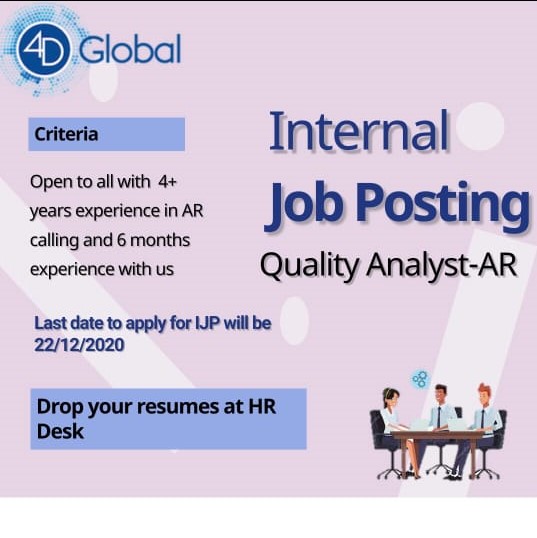 4D Global
Internal
Job Posting
Quality Analyst-AR
Criteria
Open to all with 4+
years experience in AR
calling and 6 months
experience with us
Last date to apply for IJP will be
22/12/2020
Drop your resumes at HR
Desk